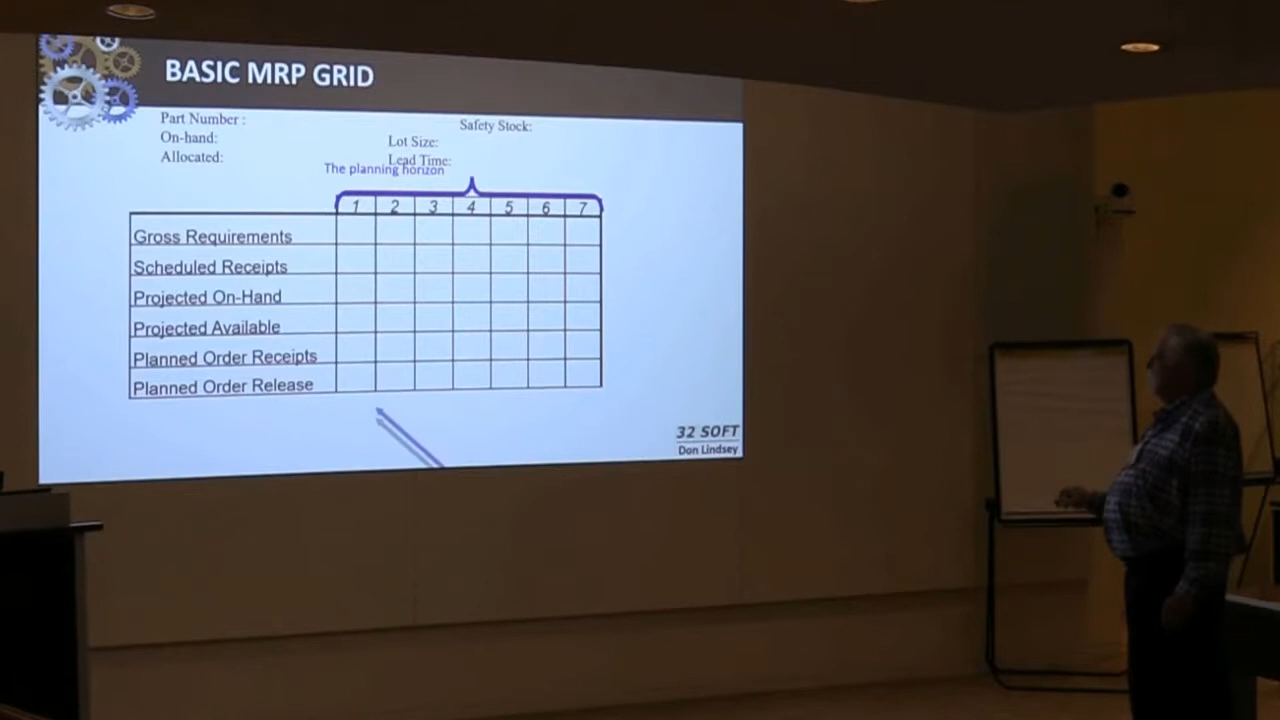 BASIC MRP GRID
Part Number :
Safety Stock:
On-hand:
Lot Size:
Allocated:
Lead Time:
The planning horizon
1 2 3 4 5 6 7
Gross Requirements
Scheduled Receipts
Projected On-Hand
Projected Available
Planned Order Receipts
Planned Order Release
32 SOFT
Don Lindsey